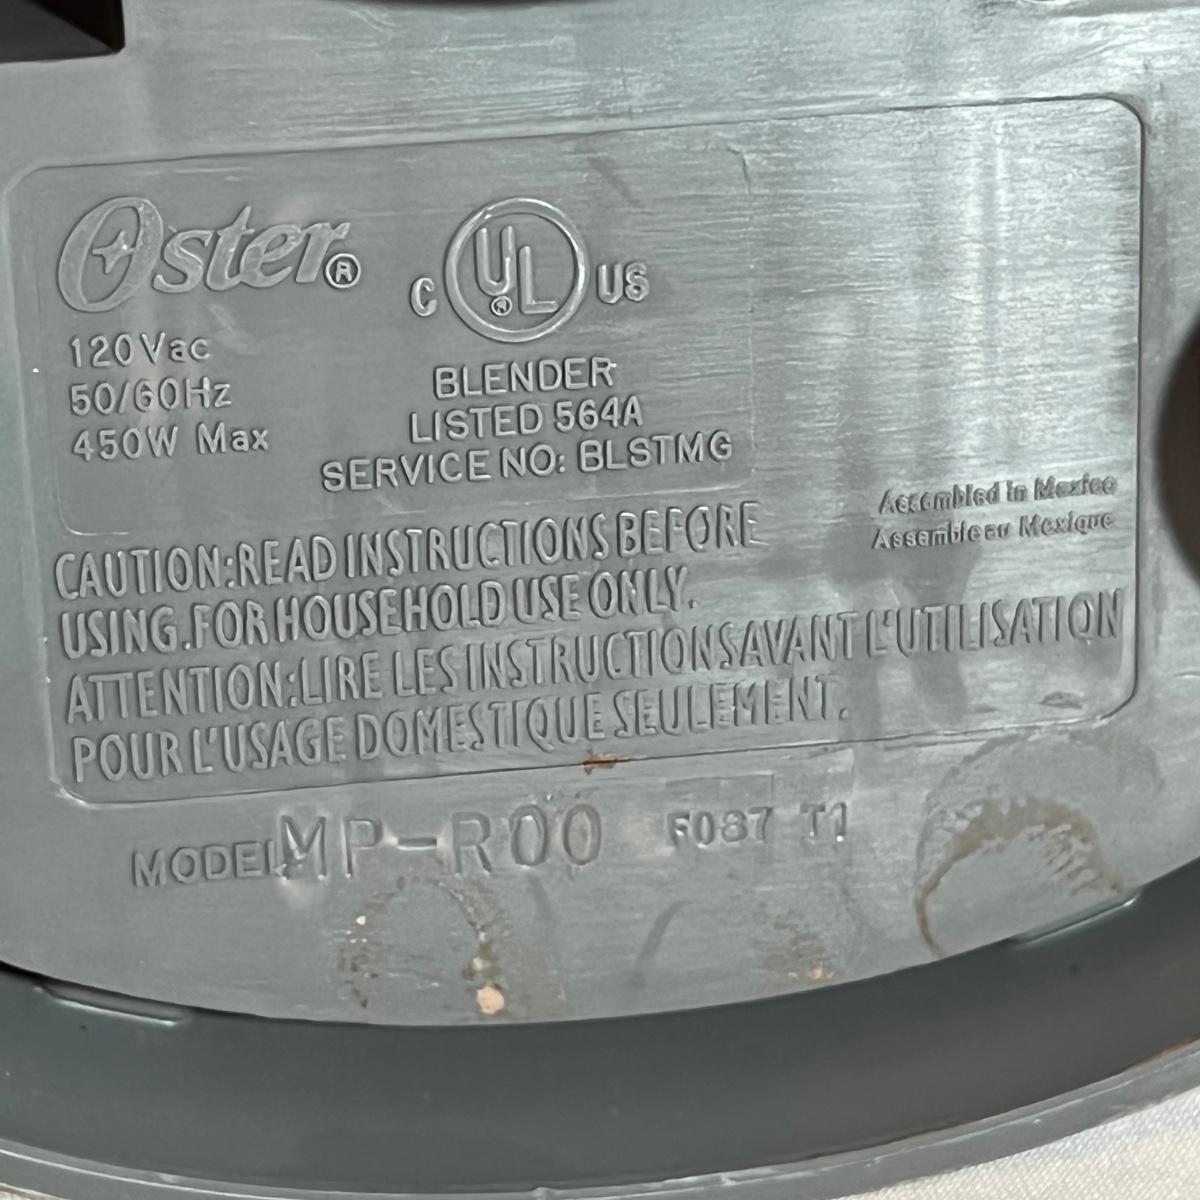 Oster®
C UL® US
120Vac
50/60Hz
450W Max
BLENDER
LISTED 564A
SERVICE NO: BLSTMG
Assembled in Mexico
Assemble au Mexique
CAUTION:READ INSTRUCTIONS BEFORE
USING.FOR HOUSEHOLD USE ONLY.
ATTENTION:LIRE LES INSTRUCTIONS AVANT L'UTILISATION
POUR L'USAGE DOMESTIQUE SEULEMENT.
MODEL MP-R00 F087 T1